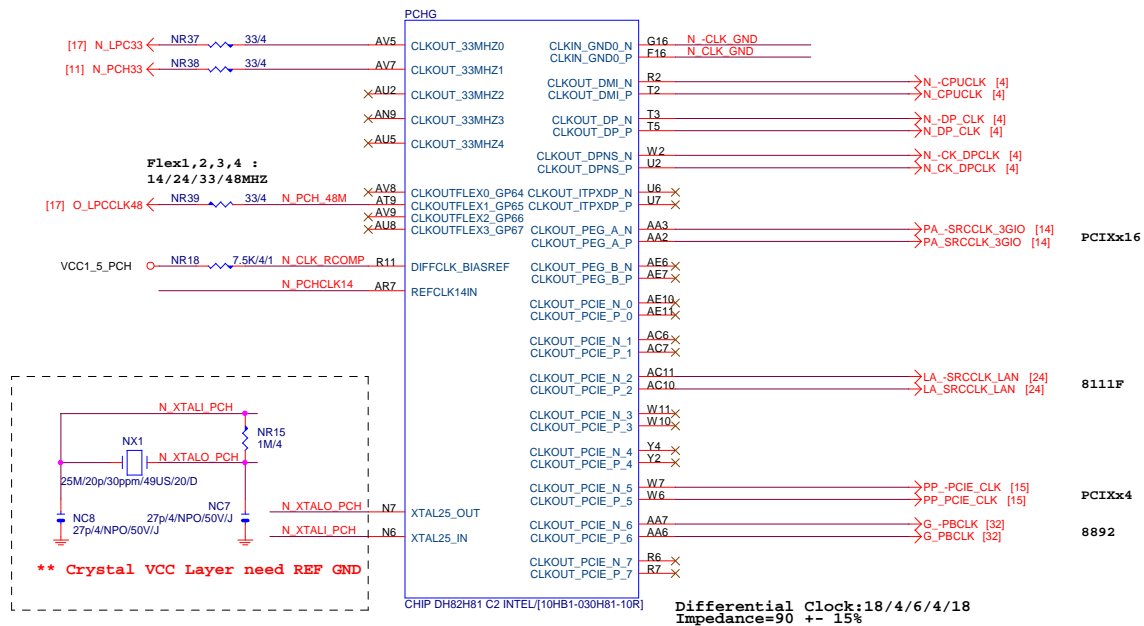 PCHG
[17] N_LPC33 NR37 33/4 AV5 CLKOUT_33MHZ0
[11] N_PCH33 NR38 33/4 AV7 CLKOUT_33MHZ1
AU2 CLKOUT_33MHZ2
AN9 CLKOUT_33MHZ3
AU5 CLKOUT_33MHZ4
Flex1,2,3,4 :
14/24/33/48MHZ
AV8 CLKOUTFLEX0_GP64
[17] O_LPCCLK48 NR39 33/4 N_PCH_48M AT9 CLKOUTFLEX1_GP65
AV9 CLKOUTFLEX2_GP66
AU8 CLKOUTFLEX3_GP67
VCC1_5_PCH NR18 7.5K/4/1 N_CLK_RCOMP R11 DIFFCLK_BIASREF
N_PCHCLK14 AR7 REFCLK14IN
N_XTALI_PCH
NR15
1M/4
NX1
N_XTALO_PCH
25M/20p/30ppm/49US/20/D
NC8
27p/4/NPO/50V/J
NC7
27p/4/NPO/50V/J
** Crystal VCC Layer need REF GND
N_XTALO_PCH N7 XTAL25_OUT
N_XTALI_PCH N6 XTAL25_IN
CLKIN_GND0_N G16 N_-CLK_GND
CLKIN_GND0_P F16 N_CLK_GND
CLKOUT_DMI_N R2 N_-CPUCLK [4]
CLKOUT_DMI_P T2 N_CPUCLK [4]
CLKOUT_DP_N T3 N_-DP_CLK [4]
CLKOUT_DP_P T5 N_DP_CLK [4]
CLKOUT_DPNS_N W2 N_-CK_DPCLK [4]
CLKOUT_DPNS_P U2 N_CK_DPCLK [4]
CLKOUT_ITPXDP_N U6
CLKOUT_ITPXDP_P U7
CLKOUT_PEG_A_N AA3 PA_-SRCCLK_3GIO [14]
CLKOUT_PEG_A_P AA2 PA_SRCCLK_3GIO [14]
PCIXx16
CLKOUT_PEG_B_N AE6
CLKOUT_PEG_B_P AE7
CLKOUT_PCIE_N_0 AE10
CLKOUT_PCIE_P_0 AE11
CLKOUT_PCIE_N_1 AC6
CLKOUT_PCIE_P_1 AC7
CLKOUT_PCIE_N_2 AC11 LA_-SRCCLK_LAN [24]
CLKOUT_PCIE_P_2 AC10 LA_SRCCLK_LAN [24]
8111F
CLKOUT_PCIE_N_3 W11
CLKOUT_PCIE_P_3 W10
CLKOUT_PCIE_N_4 Y4
CLKOUT_PCIE_P_4 Y2
CLKOUT_PCIE_N_5 W7 PP_-PCIE_CLK [15]
CLKOUT_PCIE_P_5 W6 PP_PCIE_CLK [15]
PCIXx4
CLKOUT_PCIE_N_6 AA7 G_-PBCLK [32]
CLKOUT_PCIE_P_6 AA6 G_PBCLK [32]
8892
CLKOUT_PCIE_N_7 R6
CLKOUT_PCIE_P_7 R7
CHIP DH82H81 C2 INTEL/[10HB1-030H81-10R]
Differential Clock:18/4/6/4/18
Impedance=90 +- 15%